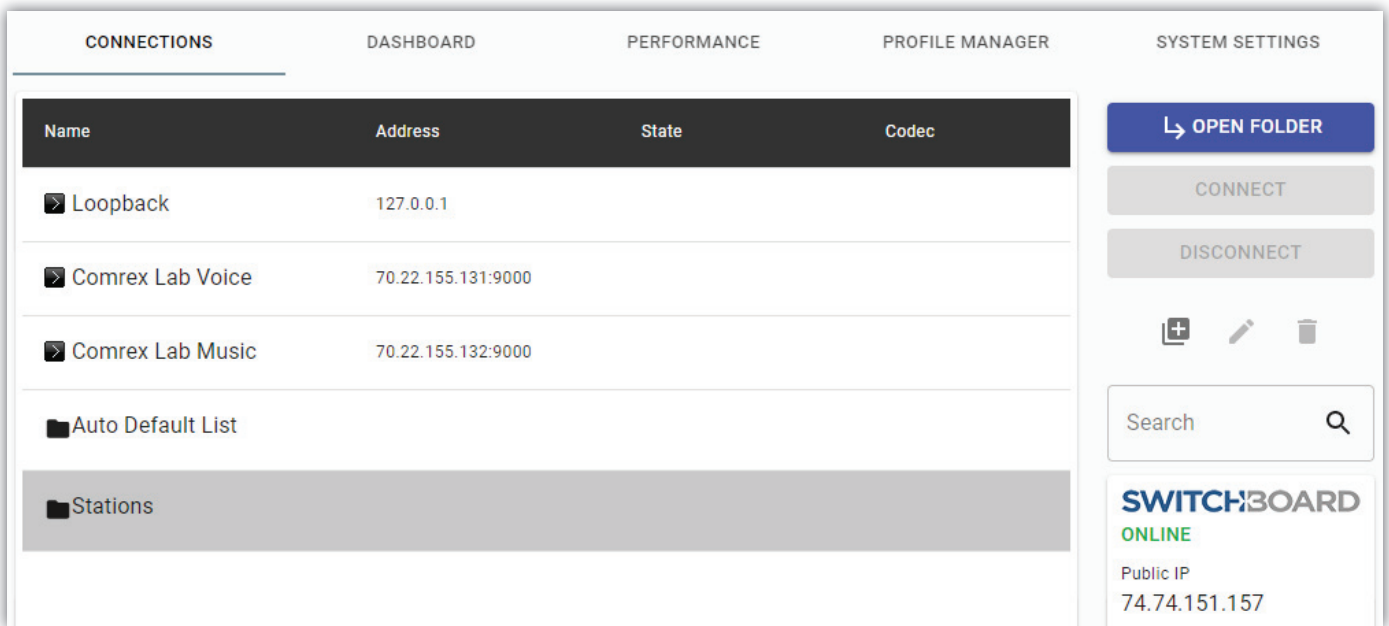 CONNECTIONS DASHBOARD PERFORMANCE PROFILE MANAGER SYSTEM SETTINGS
Name Address State Codec
Loopback 127.0.0.1
Comrex Lab Voice 70.22.155.131:9000
Comrex Lab Music 70.22.155.132:9000
Auto Default List
Stations
OPEN FOLDER
CONNECT
DISCONNECT
Search
SWITCHBOARD
ONLINE
Public IP
74.74.151.157